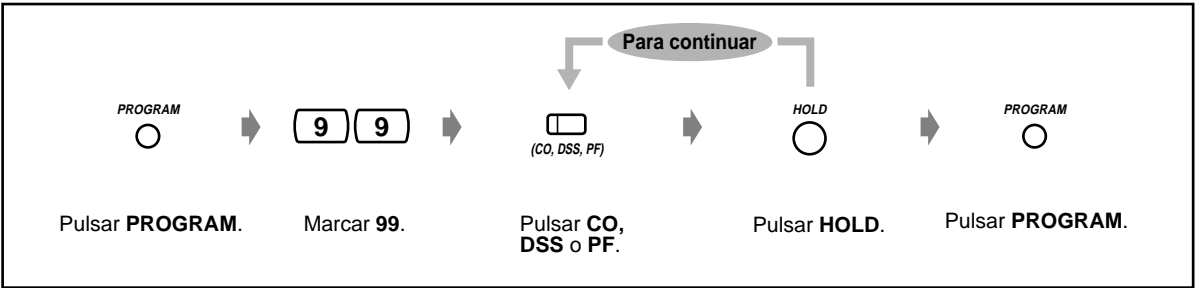 Para continuar
PROGRAM
9 9
(CO, DSS, PF)
HOLD
PROGRAM
Pulsar PROGRAM.
Marcar 99.
Pulsar CO,
DSS o PF.
Pulsar HOLD.
Pulsar PROGRAM.